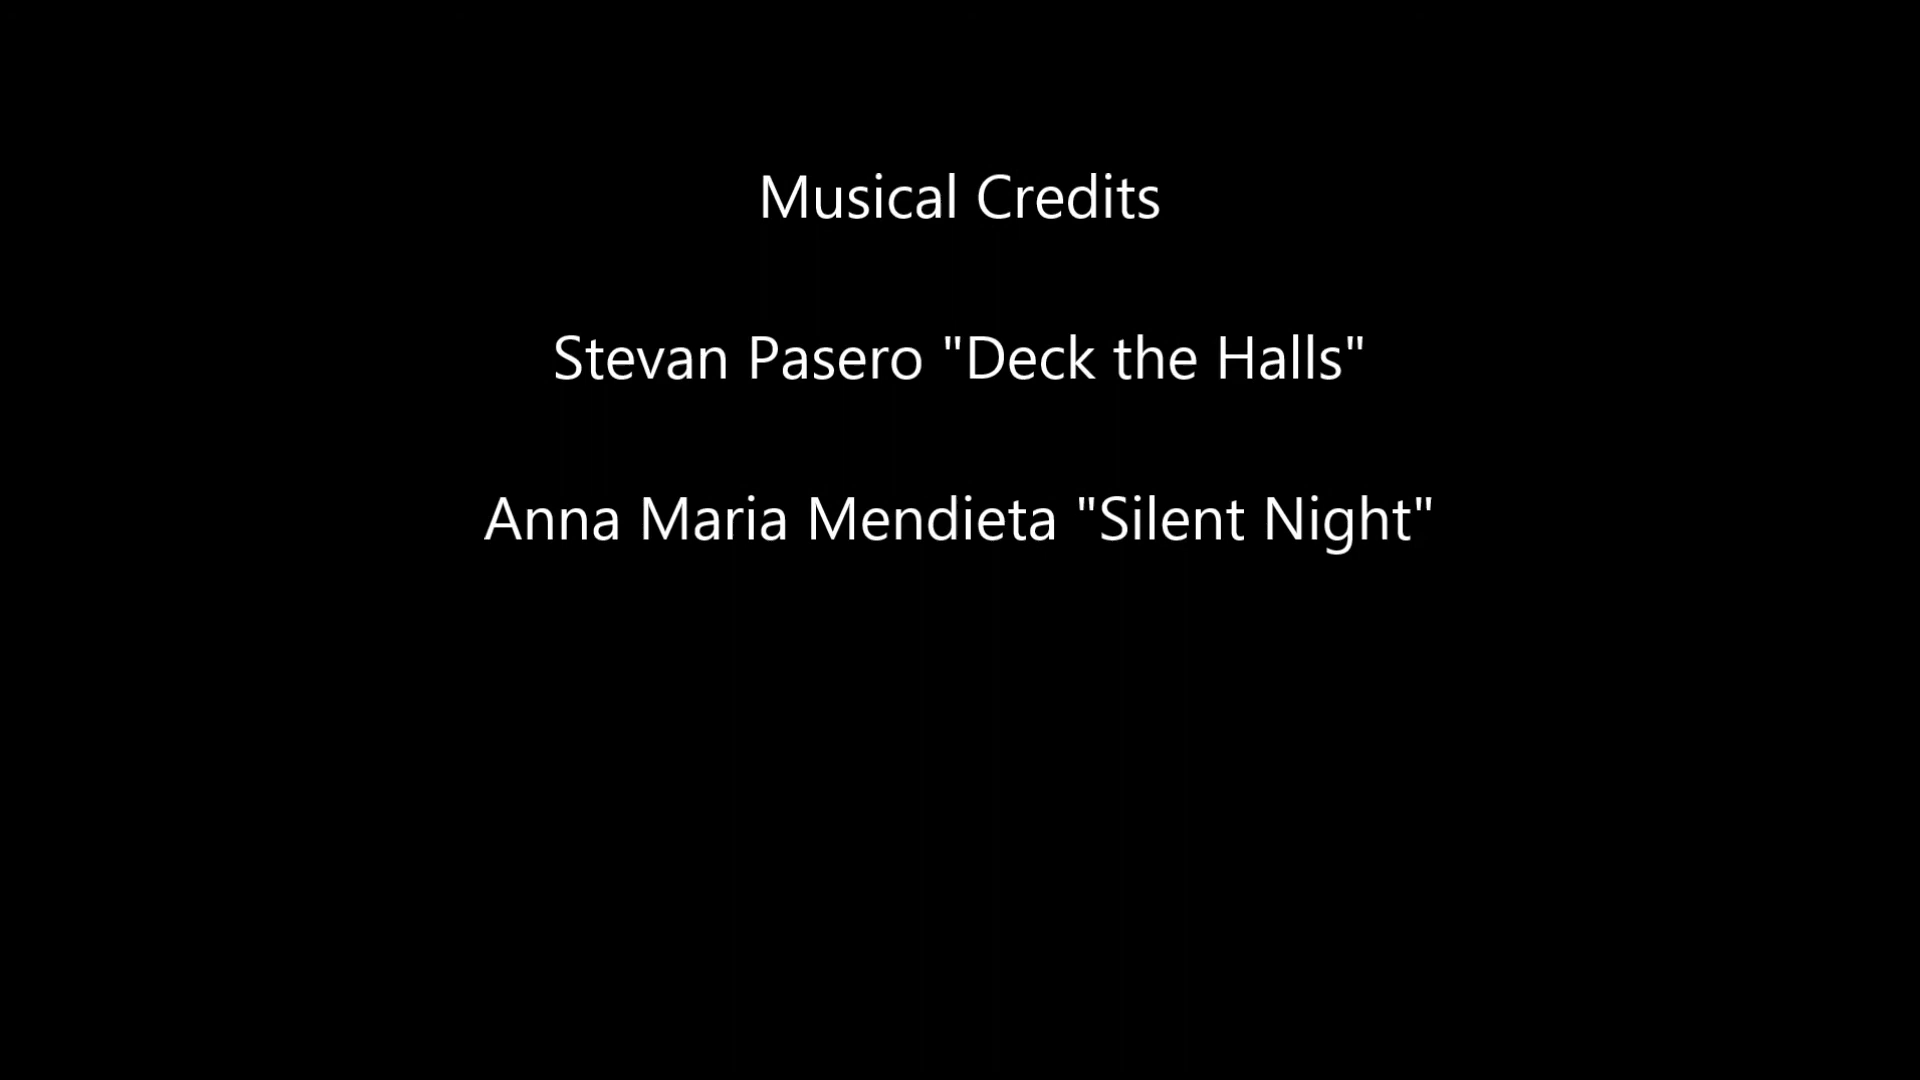 Musical Credits
Stevan Pasero "Deck the Halls"
Anna Maria Mendieta "Silent Night"